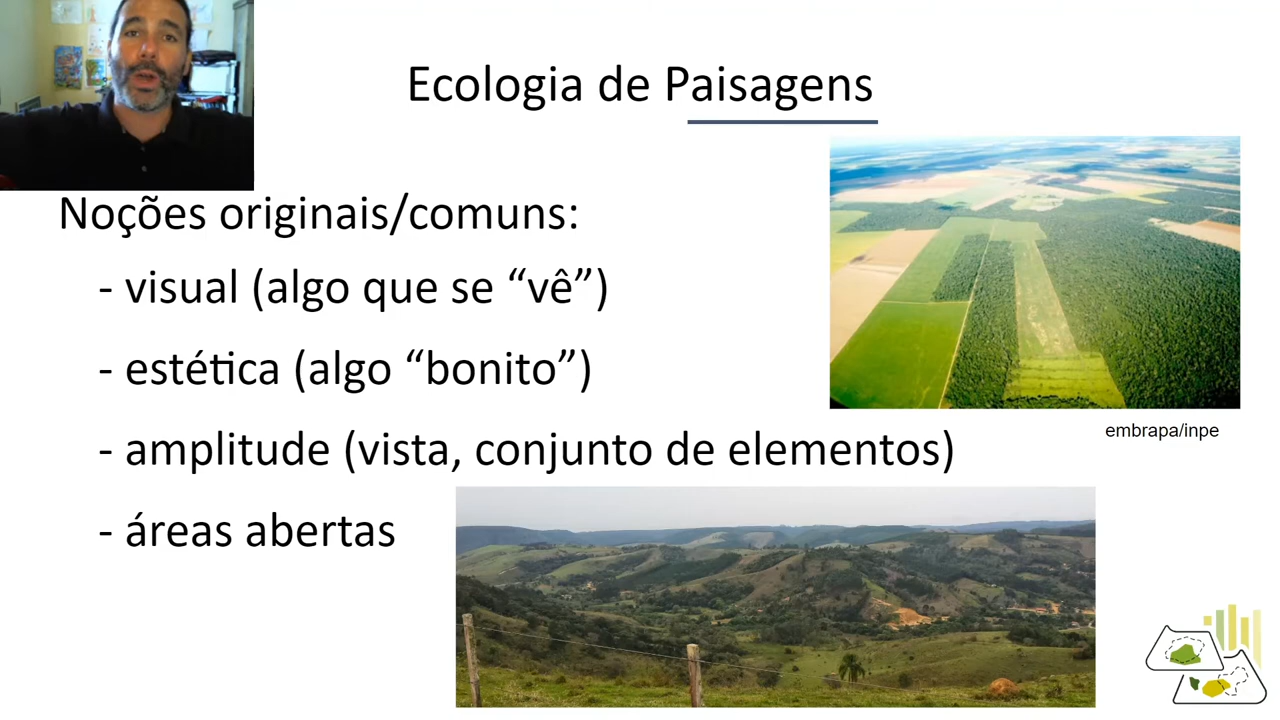 Ecologia de Paisagens
Noções originais/comuns:
- visual (algo que se “vê”)
- estética (algo “bonito”)
embrapa/inpe
- amplitude (vista, conjunto de elementos)
- áreas abertas